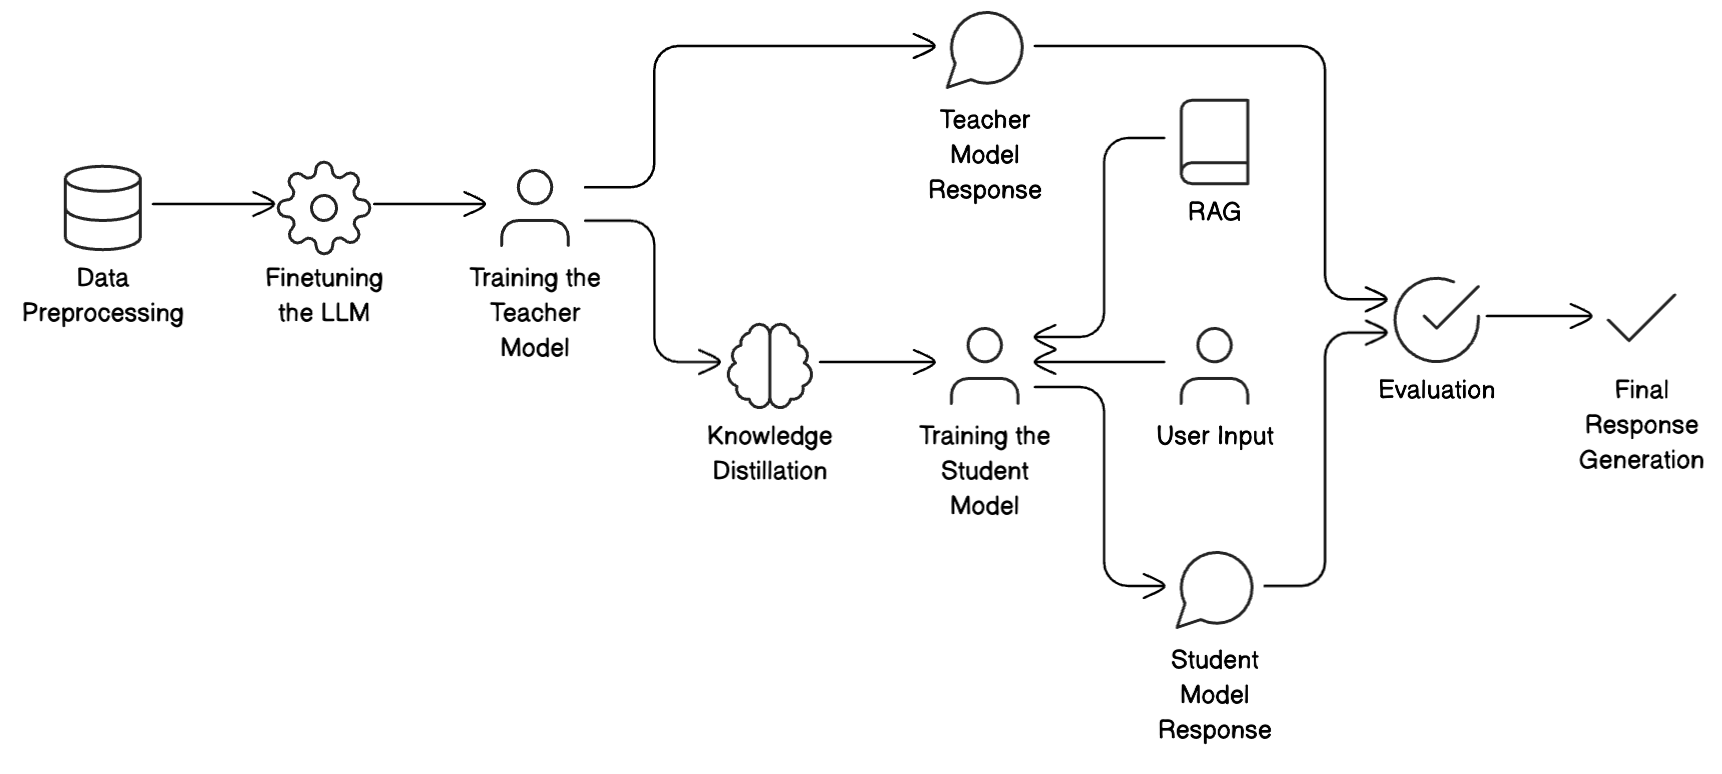 Data
Preprocessing
Finetuning
the LLM
Training the
Teacher
Model
Teacher
Model
Response
Knowledge
Distillation
Training the
Student
Model
RAG
User Input
Student
Model
Response
Evaluation
Final
Response
Generation